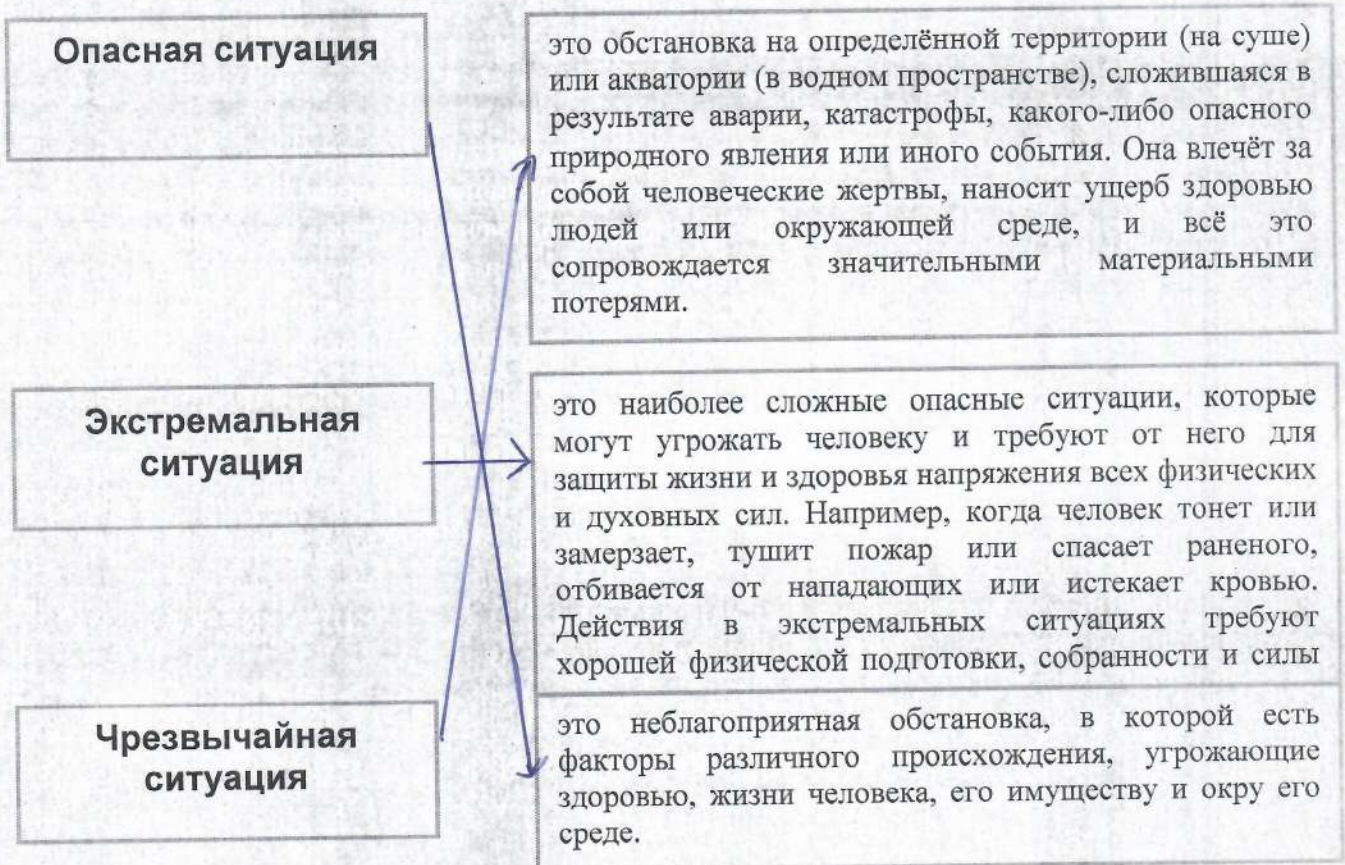 Опасная ситуация
это обстановка на определённой территории (на суше)
или акватории (в водном пространстве), сложившаяся в
результате аварии, катастрофы, какого-либо опасного
природного явления или иного события. Она влечёт за
собой человеческие жертвы, наносит ущерб здоровью
людей или окружающей среде, и всё это
сопровождается значительными материальными
потерями.
Экстремальная
ситуация
это наиболее сложные опасные ситуации, которые
могут угрожать человеку и требуют от него для
защиты жизни и здоровья напряжения всех физических
и духовных сил. Например, когда человек тонет или
замерзает, тушит пожар или спасает раненого,
отбивается от нападающих или истекает кровью.
Действия в экстремальных ситуациях требуют
хорошей физической подготовки, собранности и силы
Чрезвычайная
ситуация
это неблагоприятная обстановка, в которой есть
факторы различного происхождения, угрожающие
здоровью, жизни человека, его имуществу и окру его
среде.